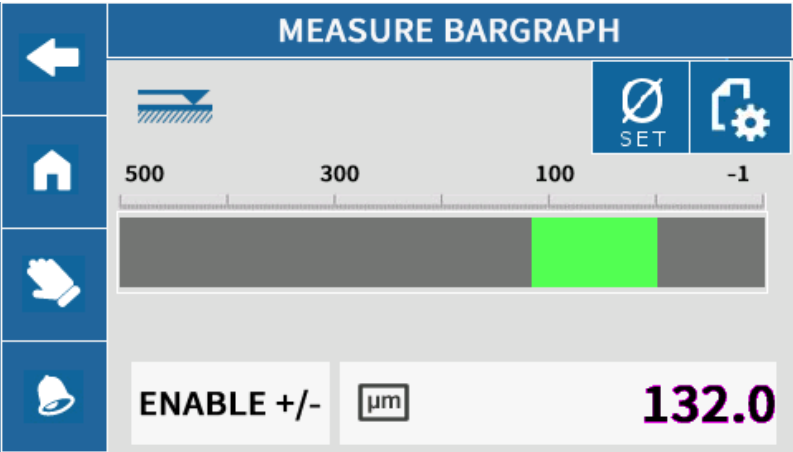 MEASURE BARGRAPH
Ø
SET
500 300 100 -1
ENABLE +/- µm 132.0